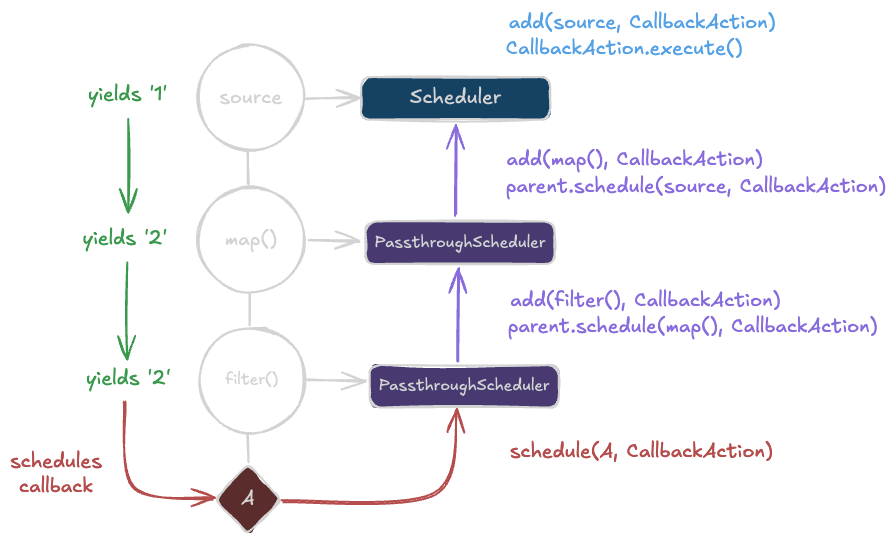 add(source, CallbackAction)
CallbackAction.execute()
yields '1'
source
Scheduler
add(map(), CallbackAction)
parent.schedule(source, CallbackAction)
yields '2'
map()
PassthroughScheduler
add(filter(), CallbackAction)
parent.schedule(map(), CallbackAction)
yields '2'
filter()
PassthroughScheduler
schedules
callback
A
schedule(A, CallbackAction)